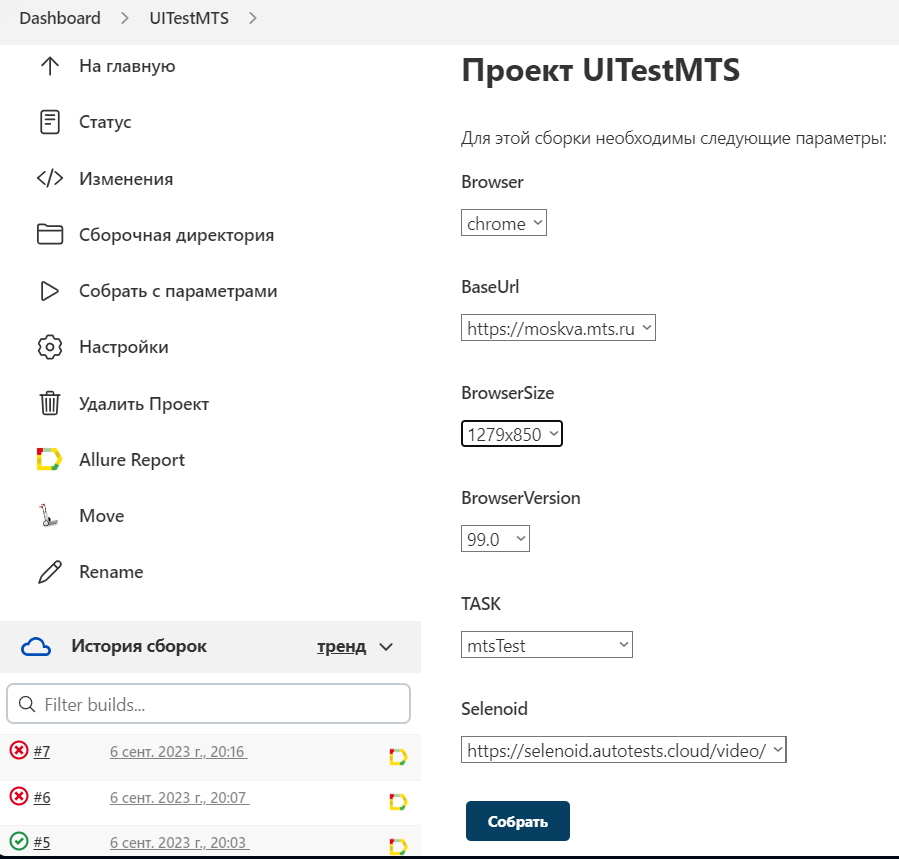 Dashboard > UITestMTS >
На главную
Статус
Изменения
Сборочная директория
Собрать с параметрами
Настройки
Удалить Проект
Allure Report
Move
Rename
История сборок тренд
Filter builds...
#7 6 сент. 2023 г., 20:16
#6 6 сент. 2023 г., 20:07
#5 6 сент. 2023 г., 20:03
Проект UITestMTS
Для этой сборки необходимы следующие параметры:
Browser
chrome
BaseUrl
https://moskva.mts.ru
BrowserSize
1279x850
BrowserVersion
99.0
TASK
mtsTest
Selenoid
https://selenoid.autotests.cloud/video/
Собрать